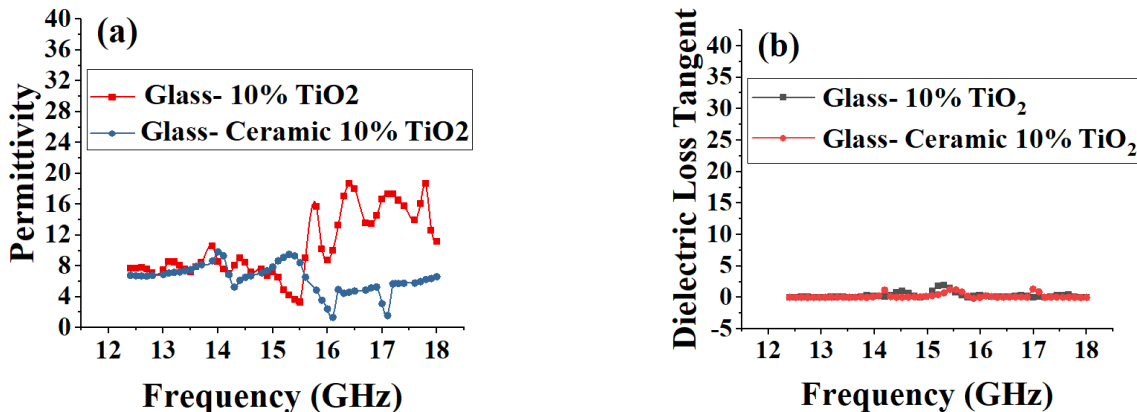 (a)
Permittivity
40
36
32
28
24
20
16
12
8
4
0
Glass- 10% TiO2
Glass- Ceramic 10% TiO2
12 13 14 15 16 17 18
Frequency (GHz)
(b)
Dielectric Loss Tangent
40
35
30
25
20
15
10
5
0
-5
Glass- 10% TiO₂
Glass- Ceramic 10% TiO₂
12 13 14 15 16 17 18
Frequency (GHz)